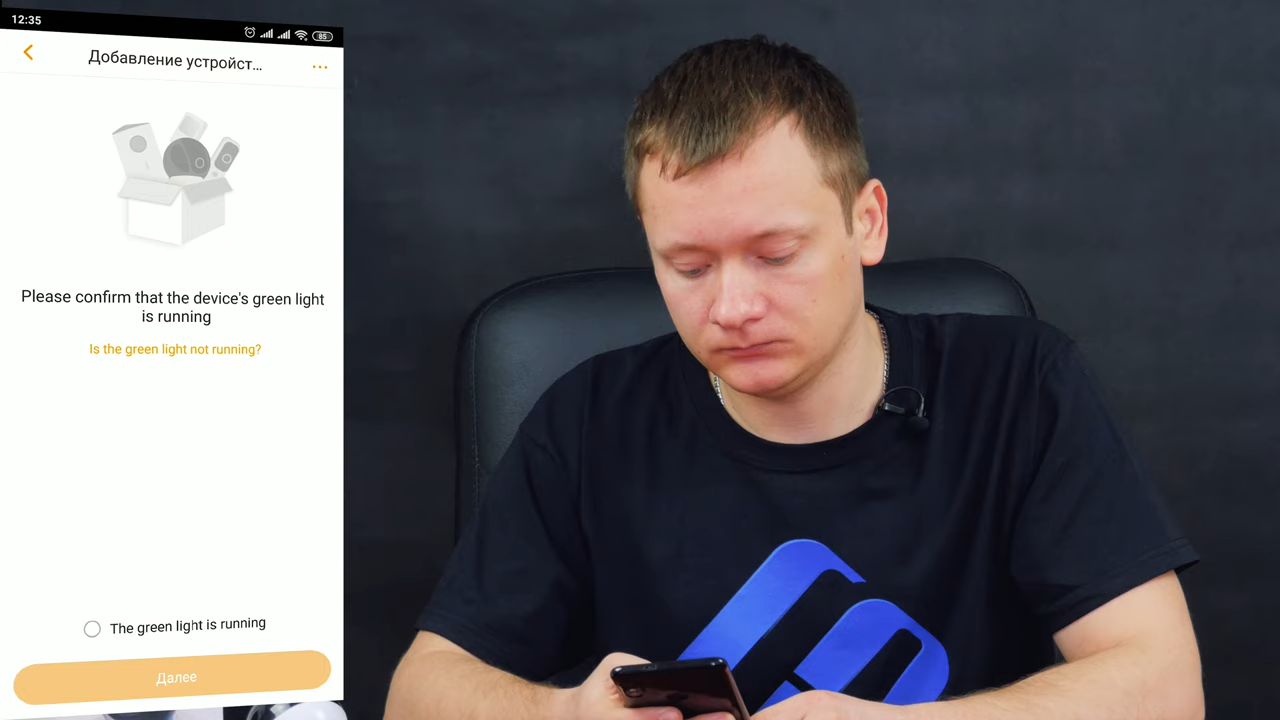 12:35
85
Добавление устройст...
Please confirm that the device's green light
is running
Is the green light not running?
The green light is running
Далее